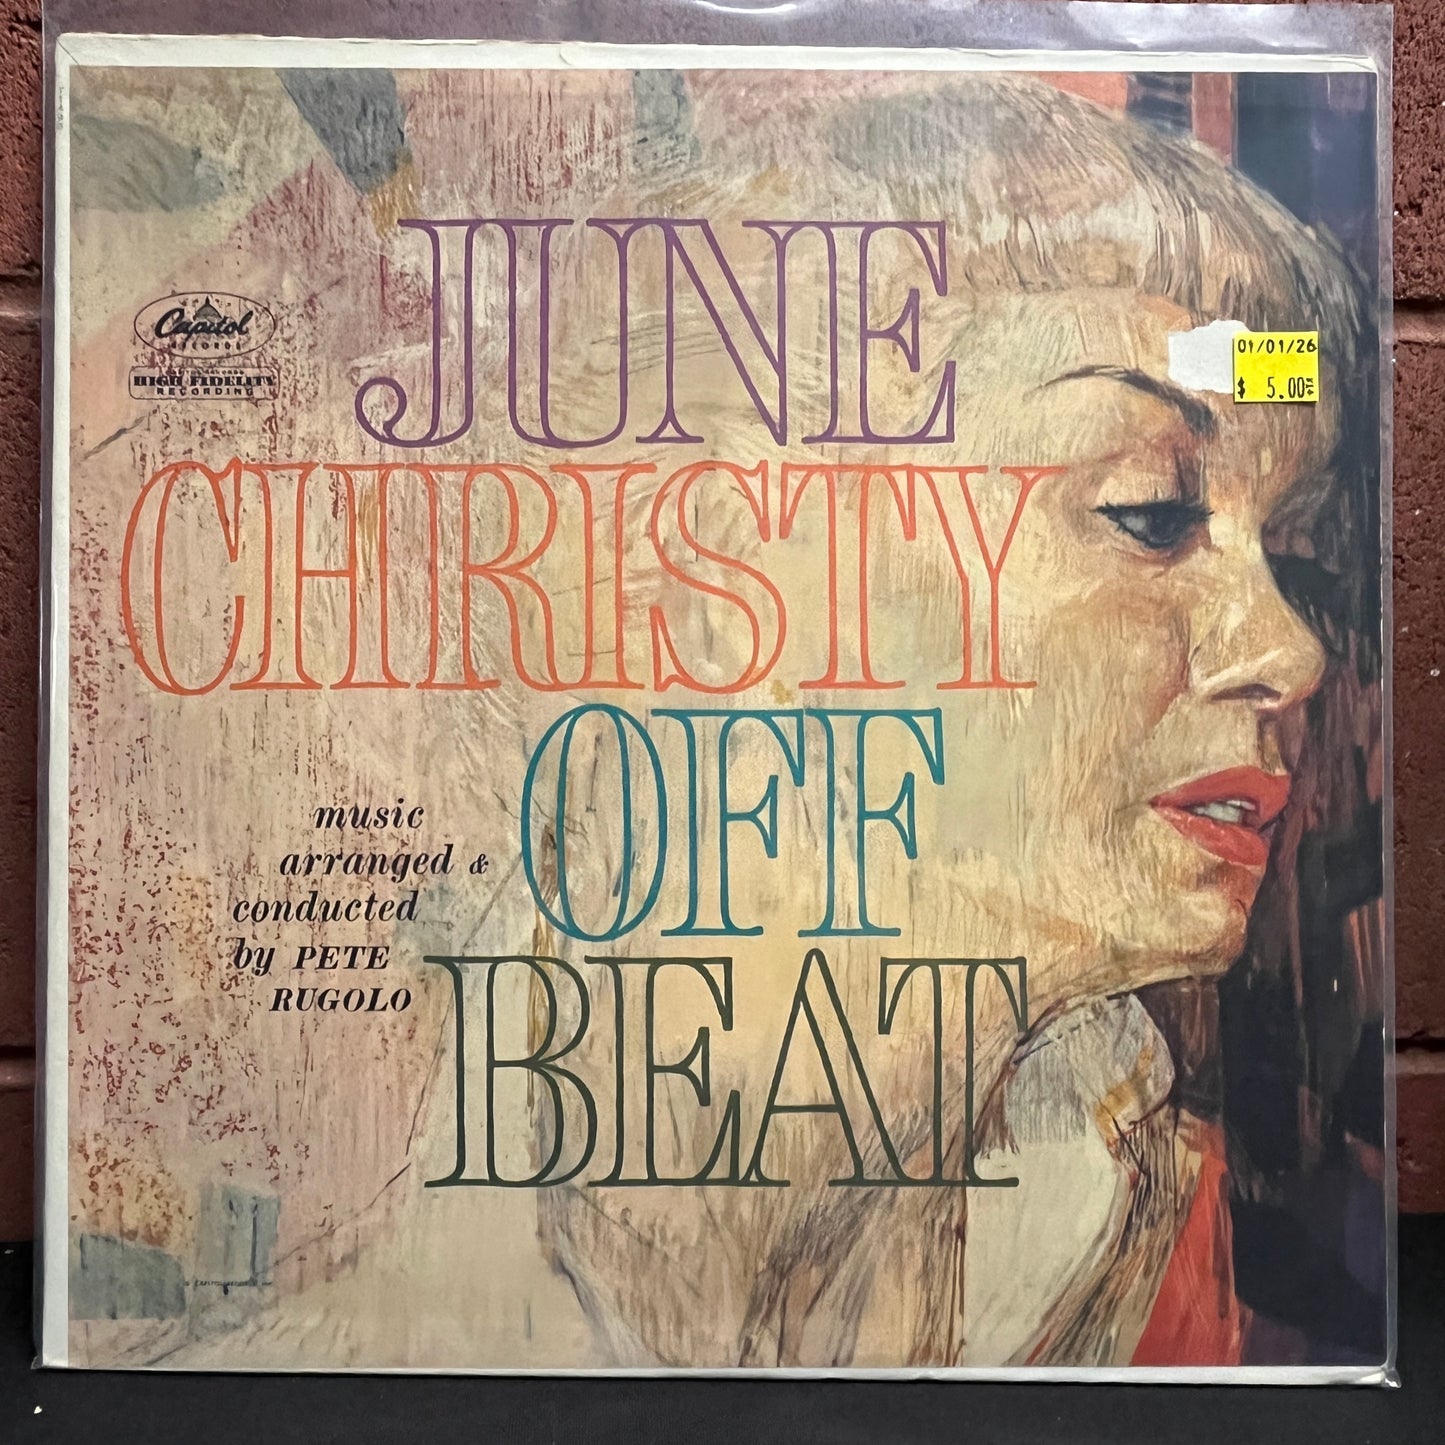 Capitol
RECORDS
HIGH FIDELITY
RECORDING
JUNE
CHRISTY
OFF
BEAT
music
arranged &
conducted
by PETE
RUGOLO
01/01/26
$ 5.00